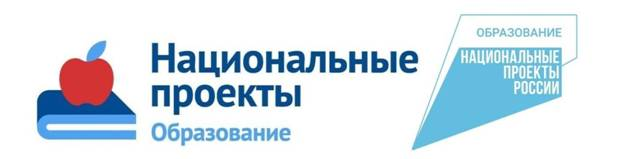 Национальные
проекты
Образование
ОБРАЗОВАНИЕ
НАЦИОНАЛЬНЫЕ
ПРОЕКТЫ
РОССИИ